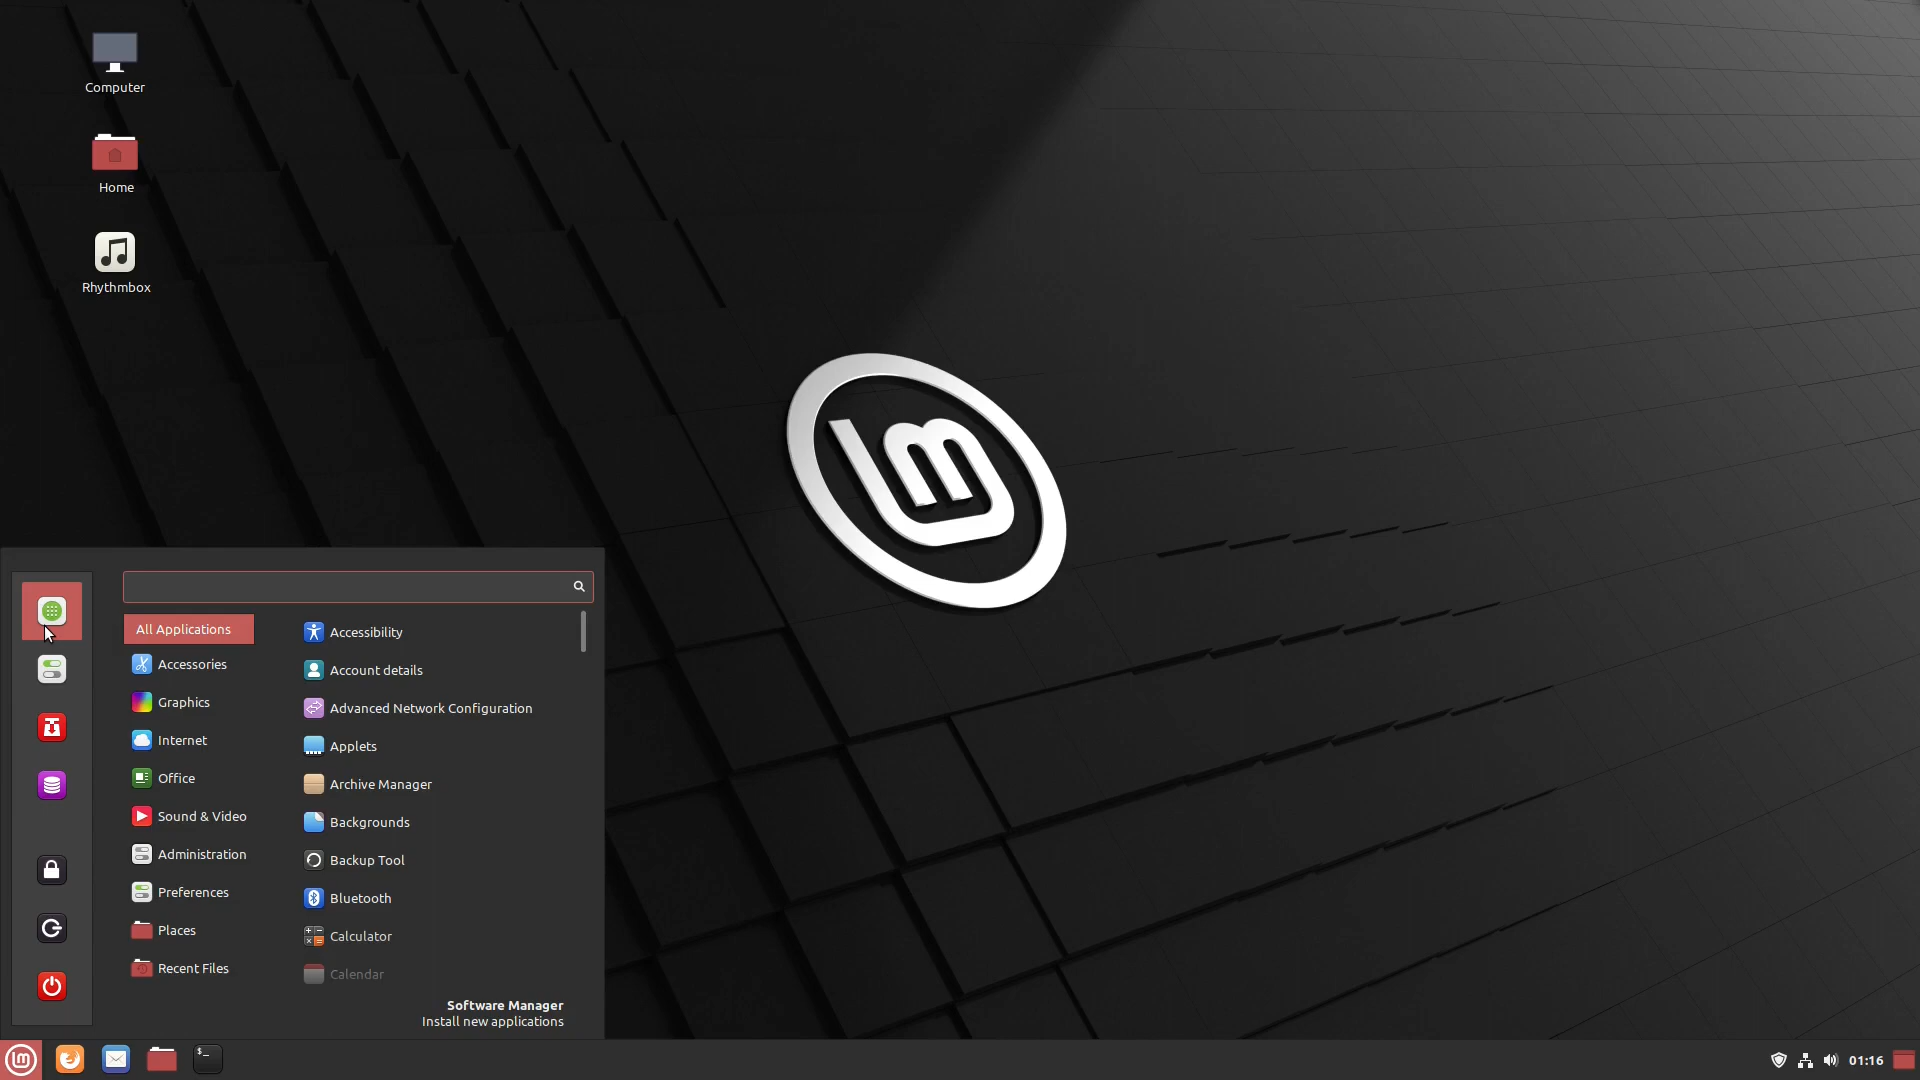 Computer
Home
Rhythmbox
All Applications
Accessories
Graphics
Internet
Office
Sound & Video
Administration
Preferences
Places
Recent Files
Accessibility
Account details
Advanced Network Configuration
Applets
Archive Manager
Backgrounds
Backup Tool
Bluetooth
Calculator
Calendar
Software Manager
Install new applications
01:16